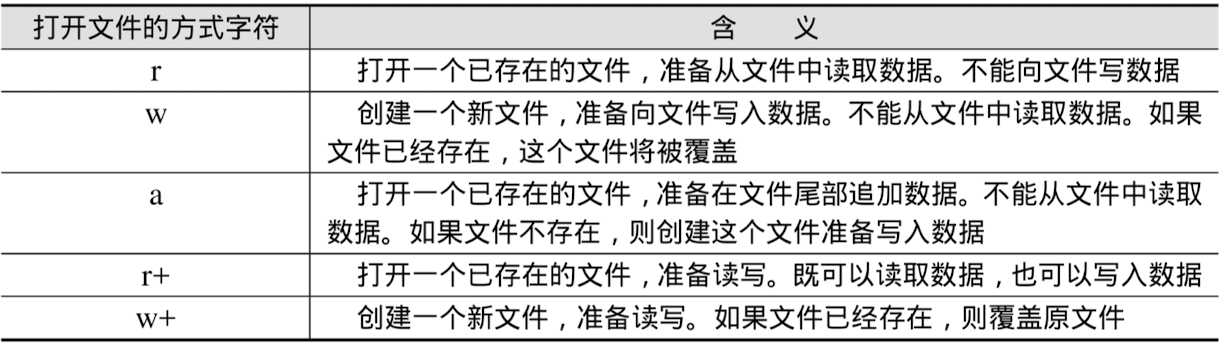 打开文件的方式字符 含 义
r 打开一个已存在的文件，准备从文件中读取数据。不能向文件写数据
w 创建一个新文件，准备向文件写入数据。不能从文件中读取数据。如果
文件已经存在，这个文件将被覆盖
a 打开一个已存在的文件，准备在文件尾部追加数据。不能从文件中读取
数据。如果文件不存在，则创建这个文件准备写入数据
r+ 打开一个已存在的文件，准备读写。既可以读取数据，也可以写入数据
w+ 创建一个新文件，准备读写。如果文件已经存在，则覆盖原文件